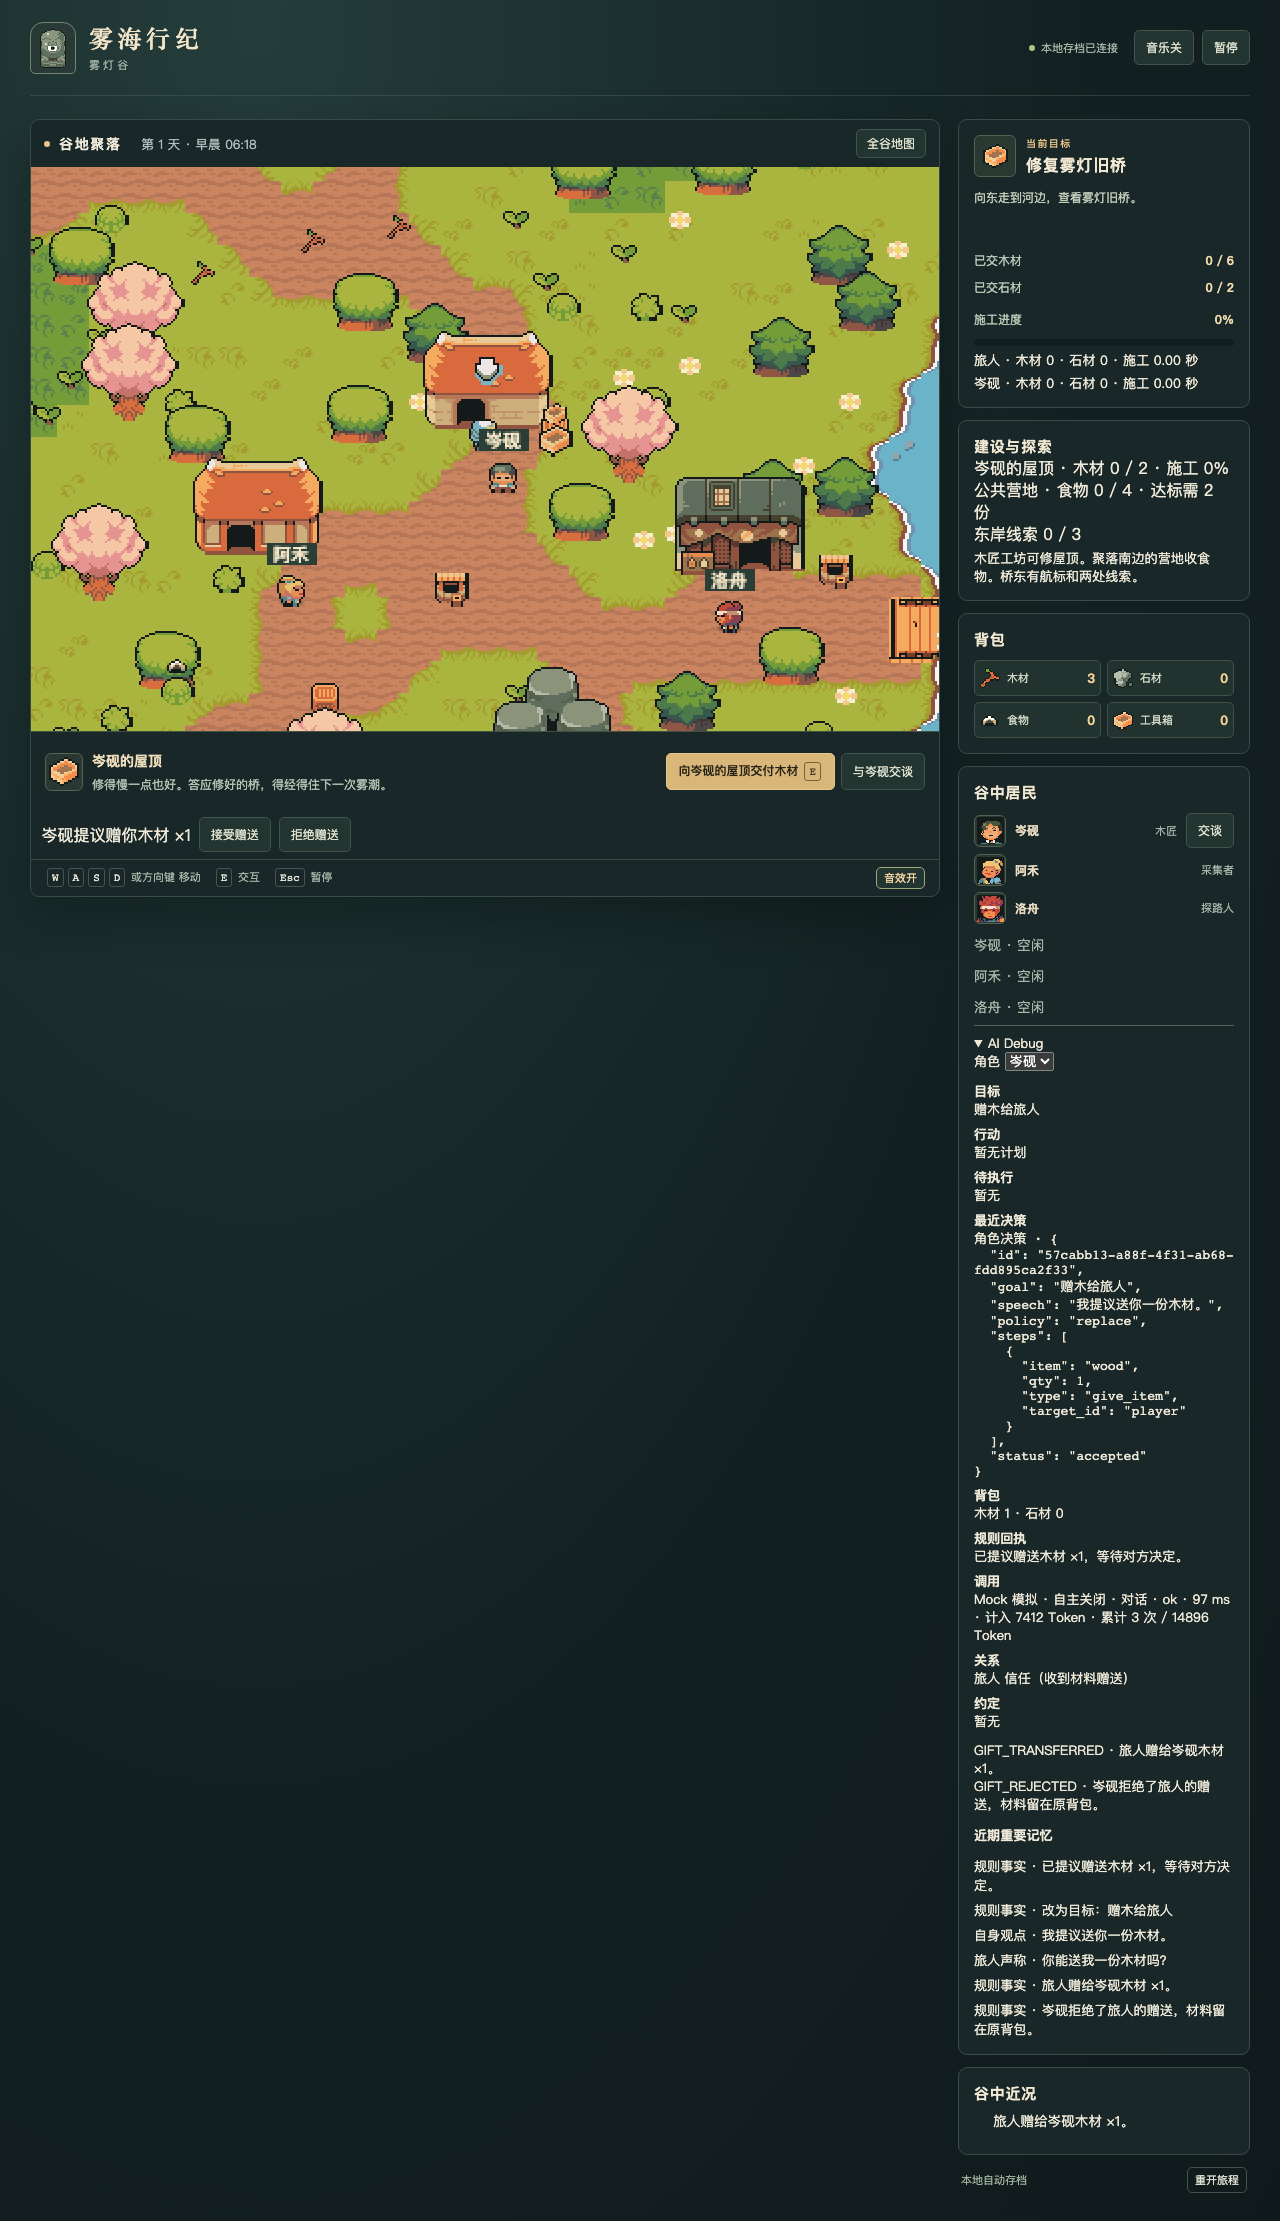 雾海行纪
雾灯谷
本地存档已连接
音乐关
暂停
谷地聚落
第 1 天 · 早晨 06:18
全谷地图
岑砚
阿禾
洛舟
岑砚的屋顶
修得慢一点也好。答应修好的桥，得经得住下一次雾潮。
向岑砚的屋顶交付木材 E
与岑砚交谈
岑砚提议赠你木材 ×1
接受赠送
拒绝赠送
W A S D 或方向键 移动 E 交互 Esc 暂停
音效开
当前目标
修复雾灯旧桥
向东走到河边，查看雾灯旧桥。
已交木材 0 / 6
已交石材 0 / 2
施工进度 0%
旅人 · 木材 0 · 石材 0 · 施工 0.00 秒
岑砚 · 木材 0 · 石材 0 · 施工 0.00 秒
建设与探索
岑砚的屋顶 · 木材 0 / 2 · 施工 0%
公共营地 · 食物 0 / 4 · 达标需 2
份
东岸线索 0 / 3
木匠工坊可修屋顶。聚落南边的营地收食
物。桥东有航标和两处线索。
背包
木材 3
石材 0
食物 0
工具箱 0
谷中居民
岑砚 木匠 交谈
阿禾 采集者
洛舟 探路人
岑砚 · 空闲
阿禾 · 空闲
洛舟 · 空闲
▼ AI Debug
角色 岑砚
目标
赠木给旅人
行动
暂无计划
待执行
暂无
最近决策
角色决策 · {
"id": "57cabb13-a88f-4f31-ab68-
fdd895ca2f33",
"goal": "赠木给旅人",
"speech": "我提议送你一份木材。",
"policy": "replace",
"steps": [
{
"item": "wood",
"qty": 1,
"type": "give_item",
"target_id": "player"
}
],
"status": "accepted"
}
背包
木材 1 · 石材 0
规则回执
已提议赠送木材 ×1，等待对方决定。
调用
Mock 模拟 · 自主关闭 · 对话 · ok · 97 ms
· 计入 7412 Token · 累计 3 次 / 14896
Token
关系
旅人 信任（收到材料赠送）
约定
暂无
GIFT_TRANSFERRED · 旅人赠给岑砚木材
×1。
GIFT_REJECTED · 岑砚拒绝了旅人的赠
送，材料留在原背包。
近期重要记忆
规则事实 · 已提议赠送木材 ×1，等待对方决
定。
规则事实 · 改为目标：赠木给旅人
自身观点 · 我提议送你一份木材。
旅人声称 · 你能送我一份木材吗？
规则事实 · 旅人赠给岑砚木材 ×1。
规则事实 · 岑砚拒绝了旅人的赠送，材料留
在原背包。
谷中近况
旅人赠给岑砚木材 ×1。
本地自动存档
重开旅程